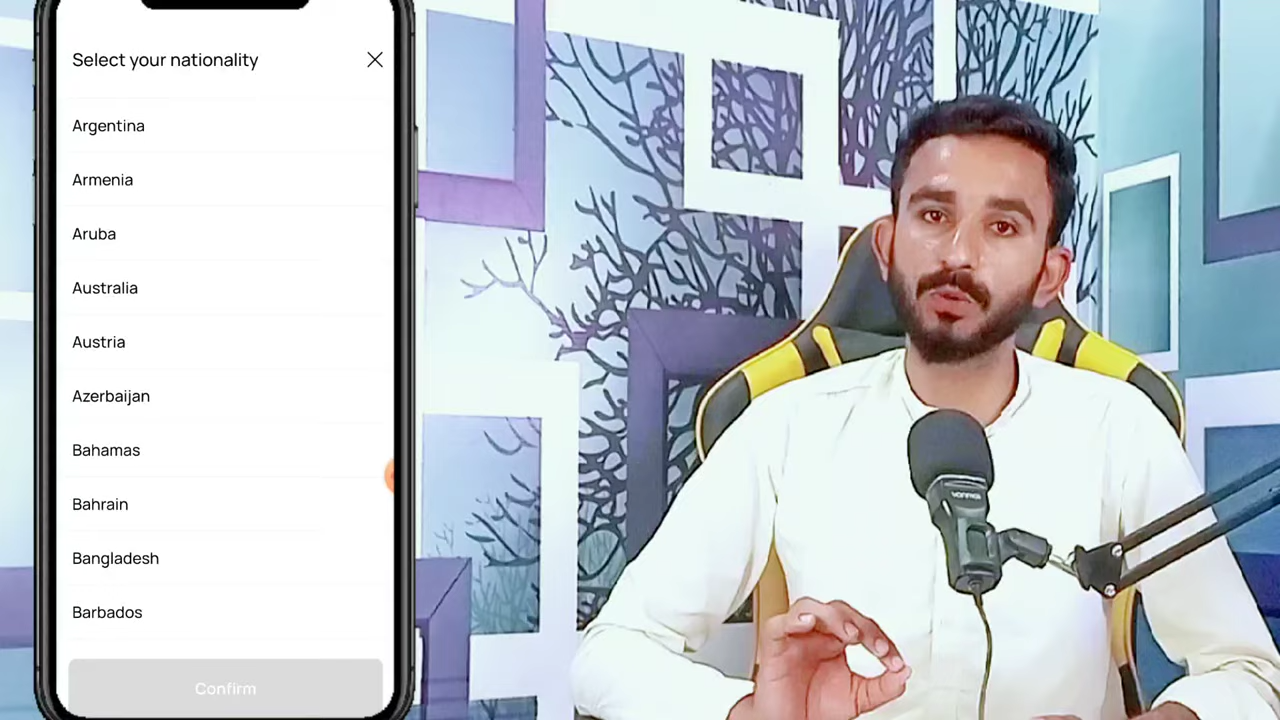 Select your nationality
Argentina
Armenia
Aruba
Australia
Austria
Azerbaijan
Bahamas
Bahrain
Bangladesh
Barbados
Confirm